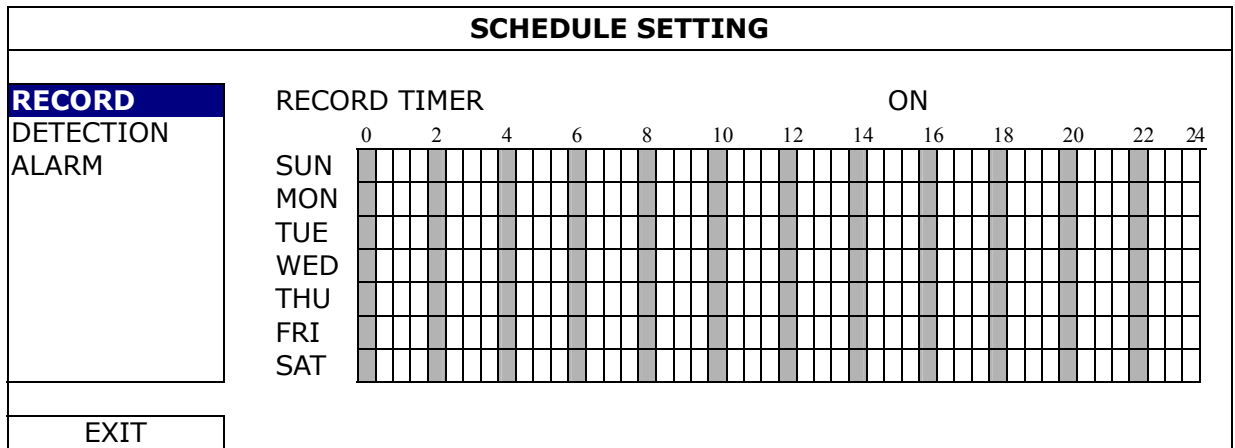 SCHEDULE SETTING
RECORD
DETECTION
ALARM
EXIT
RECORD TIMER ON
0 2 4 6 8 10 12 14 16 18 20 22 24
SUN
MON
TUE
WED
THU
FRI
SAT